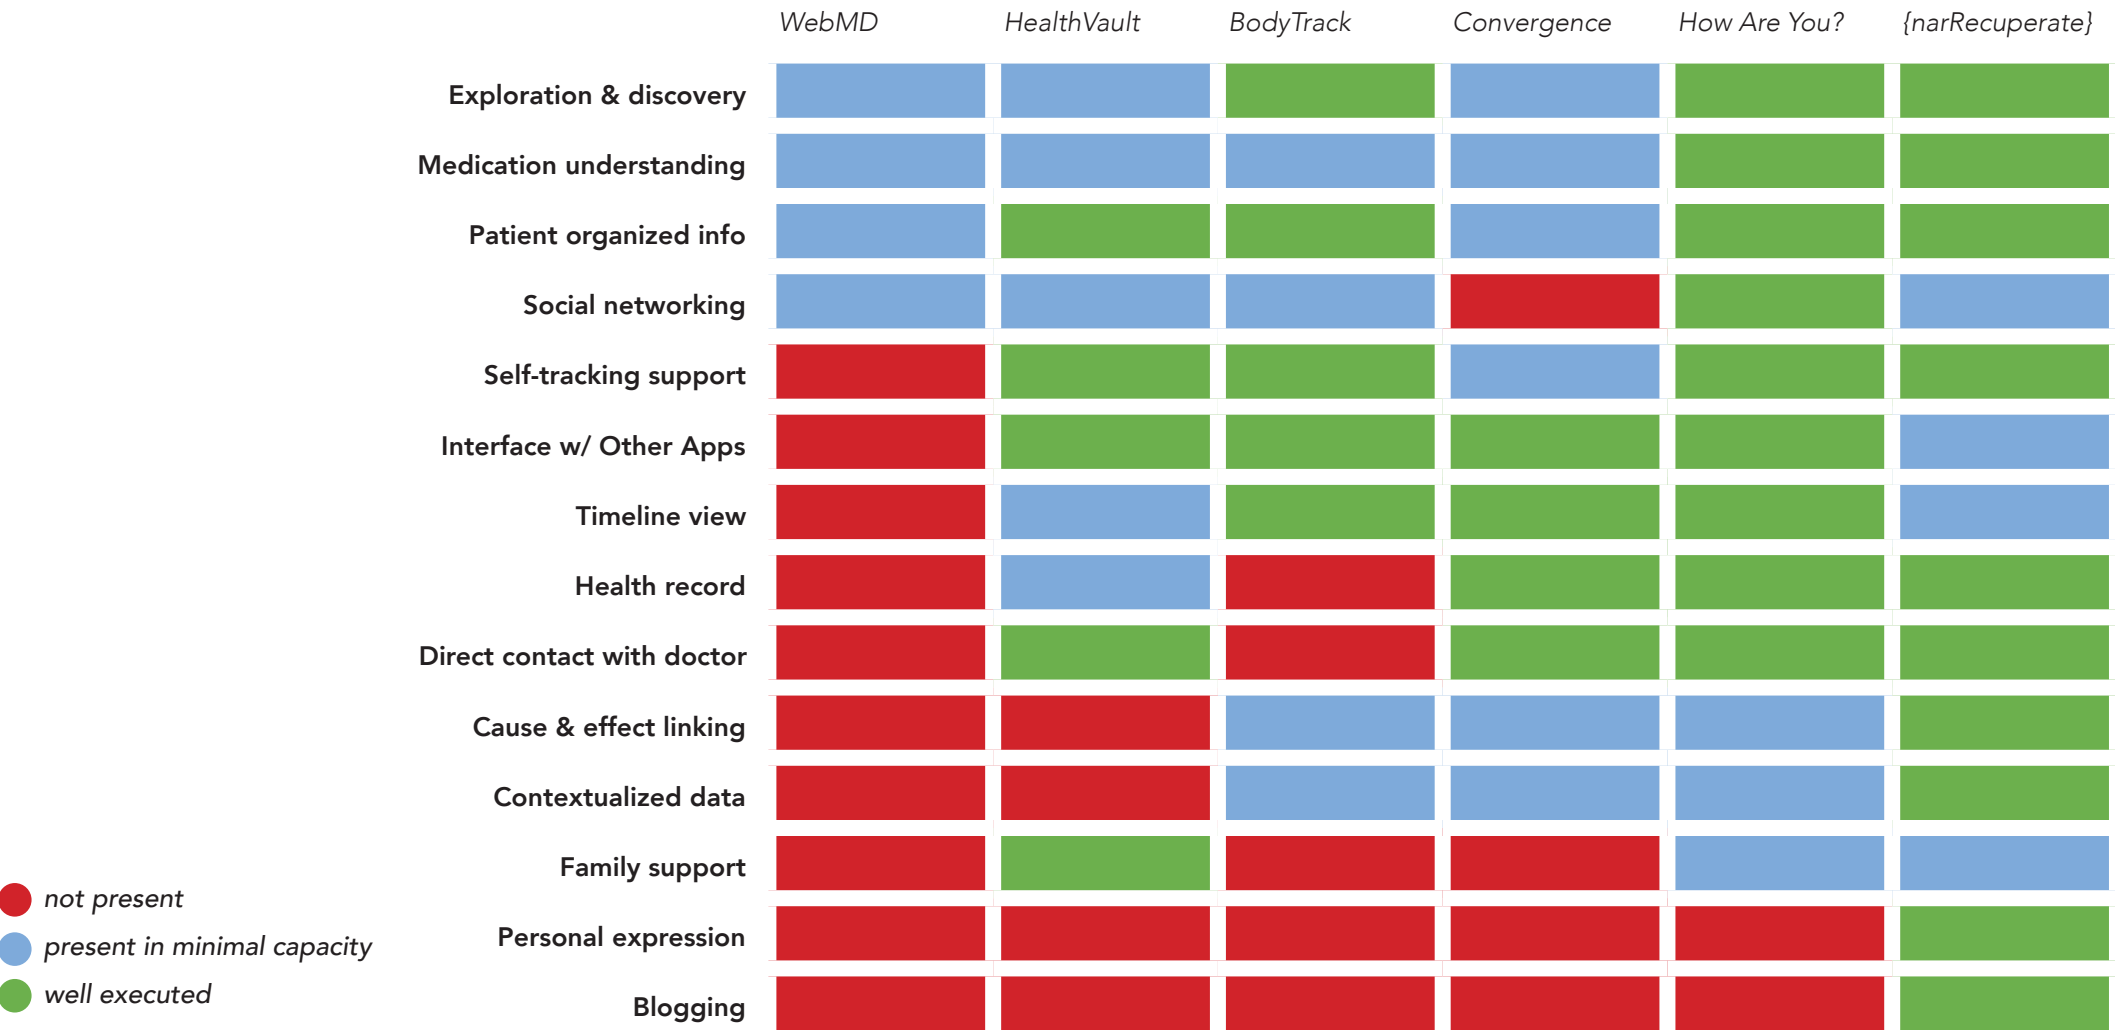 WebMD HealthVault BodyTrack Convergence How Are You? {narRecuperate}
Exploration & discovery
Medication understanding
Patient organized info
Social networking
Self-tracking support
Interface w/ Other Apps
Timeline view
Health record
Direct contact with doctor
Cause & effect linking
Contextualized data
Family support
Personal expression
Blogging
not present
present in minimal capacity
well executed